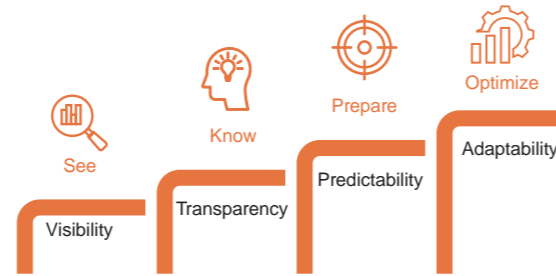 See
Visibility
Know
Transparency
Prepare
Predictability
Optimize
Adaptability